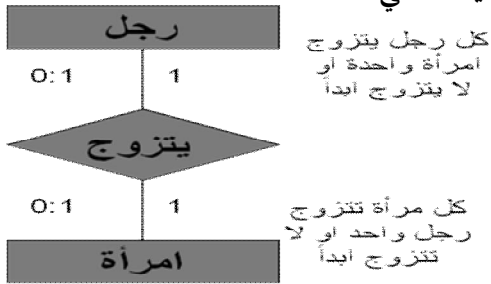 رجل
كل رجل يتزوج
امرأة واحدة او
لا يتزوج ابداً
0:1
1
يتزوج
0:1
1
كل مرأة تتزوج
رجل واحد او لا
تتزوج ابداً
امرأة